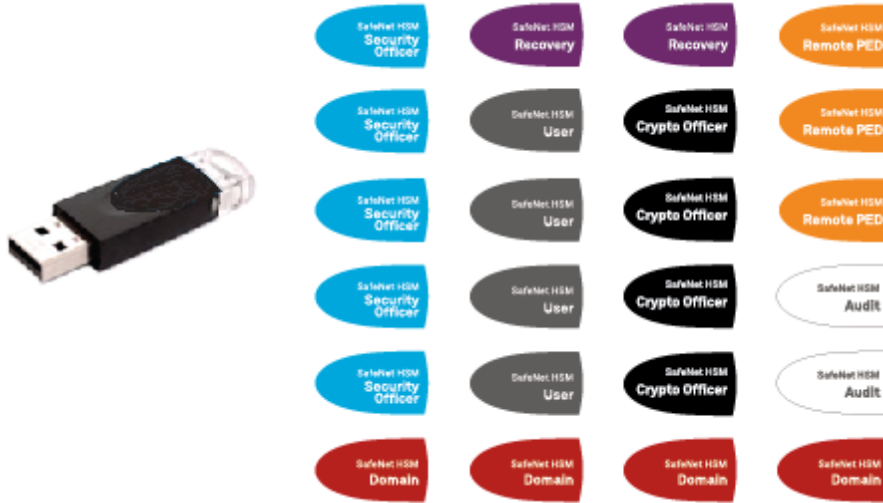 SafeNet HSM
Security
Officer
SafeNet HSM
Recovery
SafeNet HSM
Recovery
SafeNet HSM
Remote PED
SafeNet HSM
Security
Officer
SafeNet HSM
User
SafeNet HSM
Crypto Officer
SafeNet HSM
Remote PED
SafeNet HSM
Security
Officer
SafeNet HSM
User
SafeNet HSM
Crypto Officer
SafeNet HSM
Remote PED
SafeNet HSM
Security
Officer
SafeNet HSM
User
SafeNet HSM
Crypto Officer
SafeNet HSM
Audit
SafeNet HSM
Security
Officer
SafeNet HSM
User
SafeNet HSM
Crypto Officer
SafeNet HSM
Audit
SafeNet HSM
Domain
SafeNet HSM
Domain
SafeNet HSM
Domain
SafeNet HSM
Domain